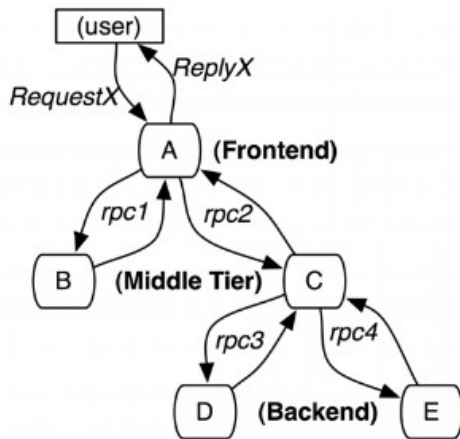 (user)
RequestX
ReplyX
A
(Frontend)
rpc1
rpc2
B
(Middle Tier)
C
rpc3
rpc4
D
(Backend)
E